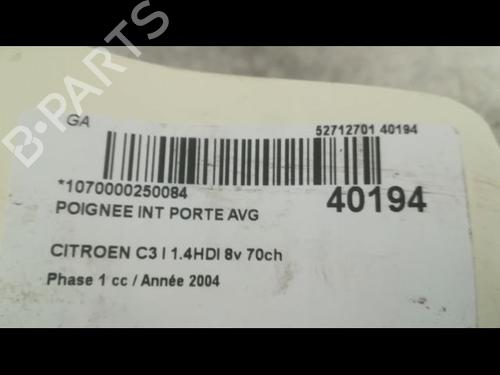 GA
52712701 40194
*1070000250084
40194
POIGNEE INT PORTE AVG
CITROEN C3 I 1.4HDI 8v 70ch
Phase 1 cc / Année 2004
B-PARTS